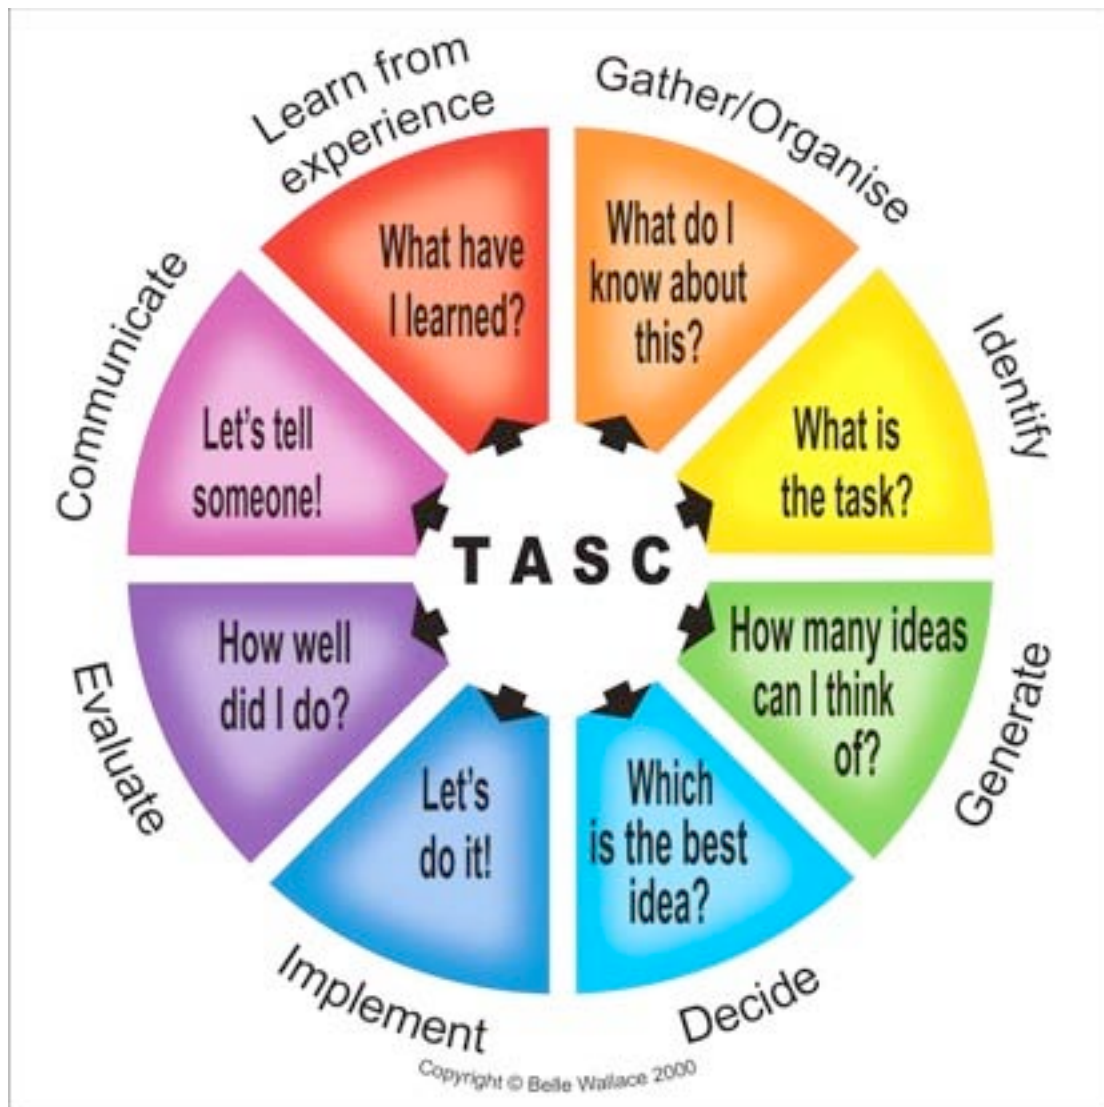 Gather/Organise
What do I
know about
this?
Identify
What is
the task?
Generate
How many ideas
can I think
of?
Decide
Which
is the best
idea?
Implement
Let's
do it!
Evaluate
How well
did I do?
Communicate
Let's tell
someone!
Learn from
experience
What have
I learned?
TASC
Copyright © Belle Wallace 2000